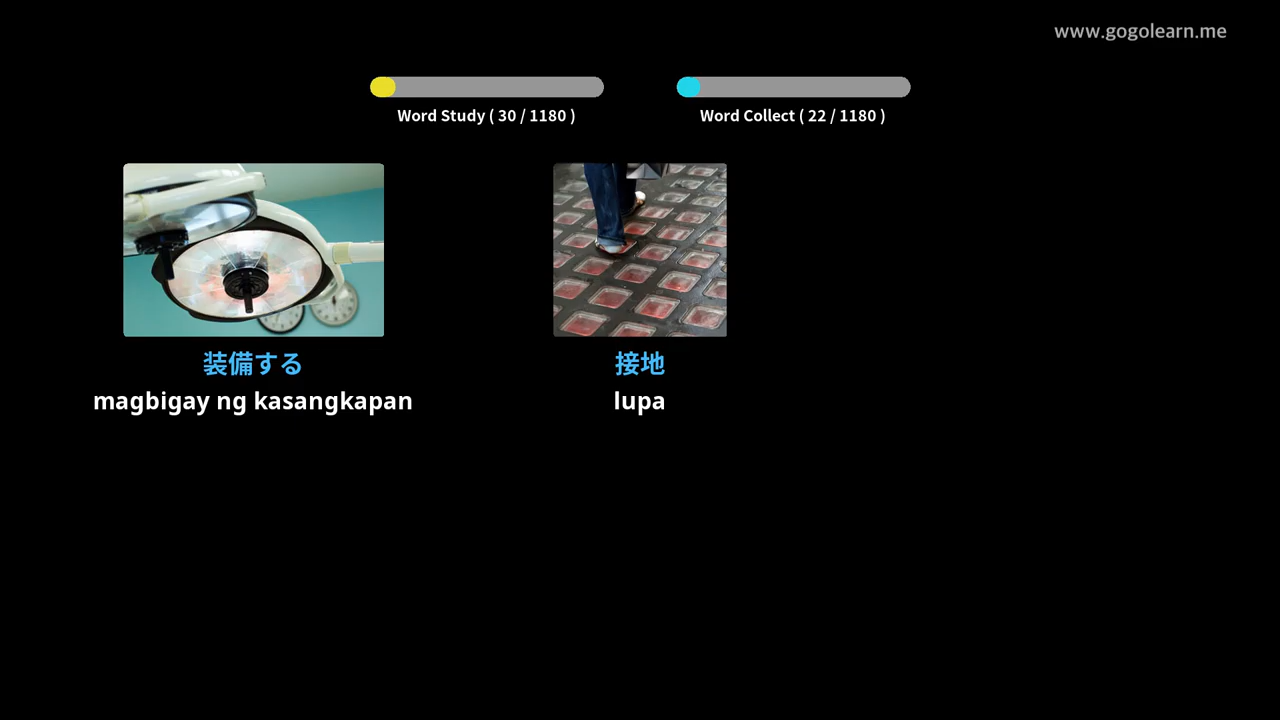 www.gogolearn.me
Word Study ( 30 / 1180 )
Word Collect ( 22 / 1180 )
装備する
接地
magbigay ng kasangkapan
lupa